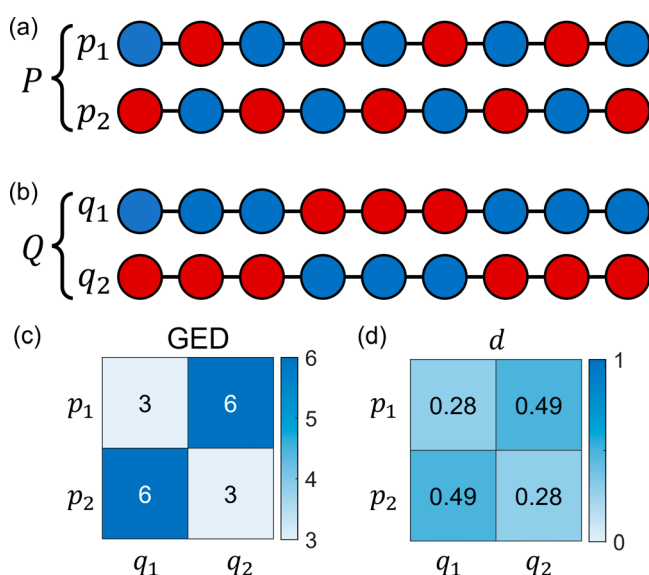 (a)
P
p1
p2
(b)
Q
q1
q2
(c)
GED
p1 3 6
p2 6 3
q1 q2
6
5
4
3
(d)
d
p1 0.28 0.49
p2 0.49 0.28
q1 q2
1
0